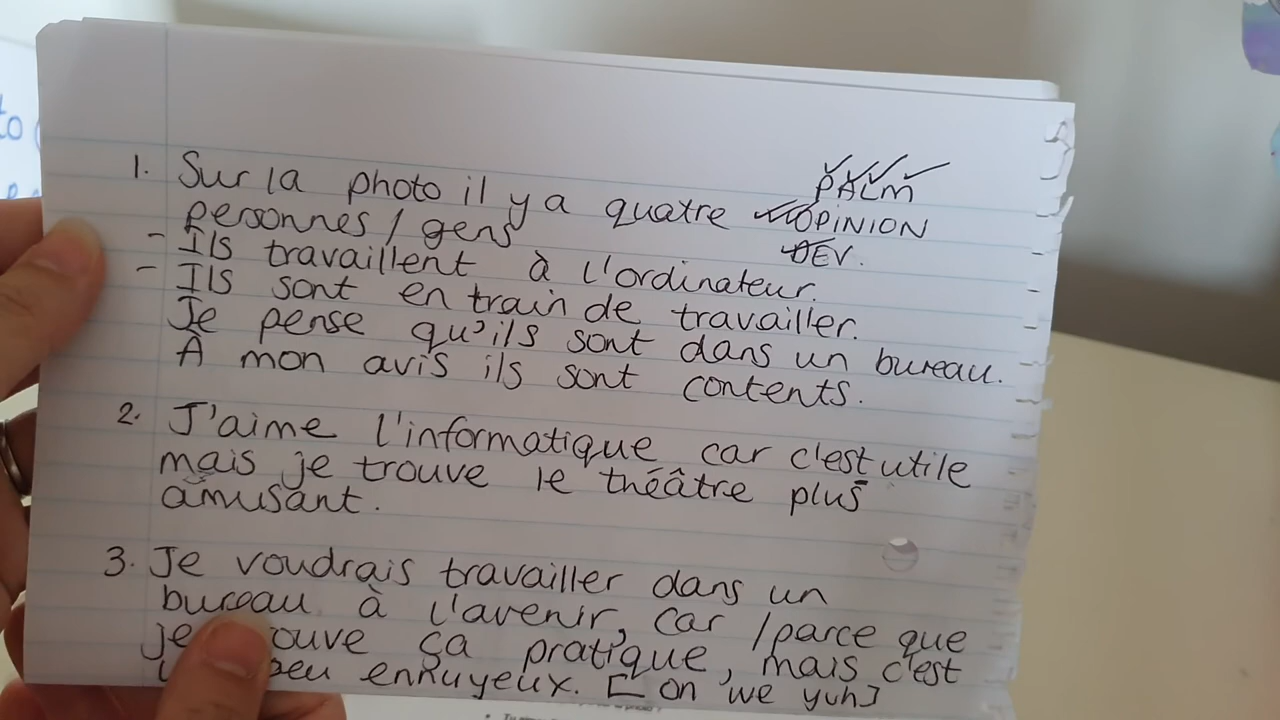 1. Sur la photo il y a quatre
personnes / gens
- Ils travaillent à l'ordinateur.
- Ils sont en train de travailler.
Je pense qu'ils sont dans un bureau.
À mon avis ils sont contents.
PALM
OPINION
DEV.
2. J'aime l'informatique car c'est utile
mais je trouve le théâtre plus
amusant.
3. Je voudrais travailler dans un
bureau à l'avenir, car / parce que
je ça pratique, mais c'est
peu ennuyeux. [on we yuh]